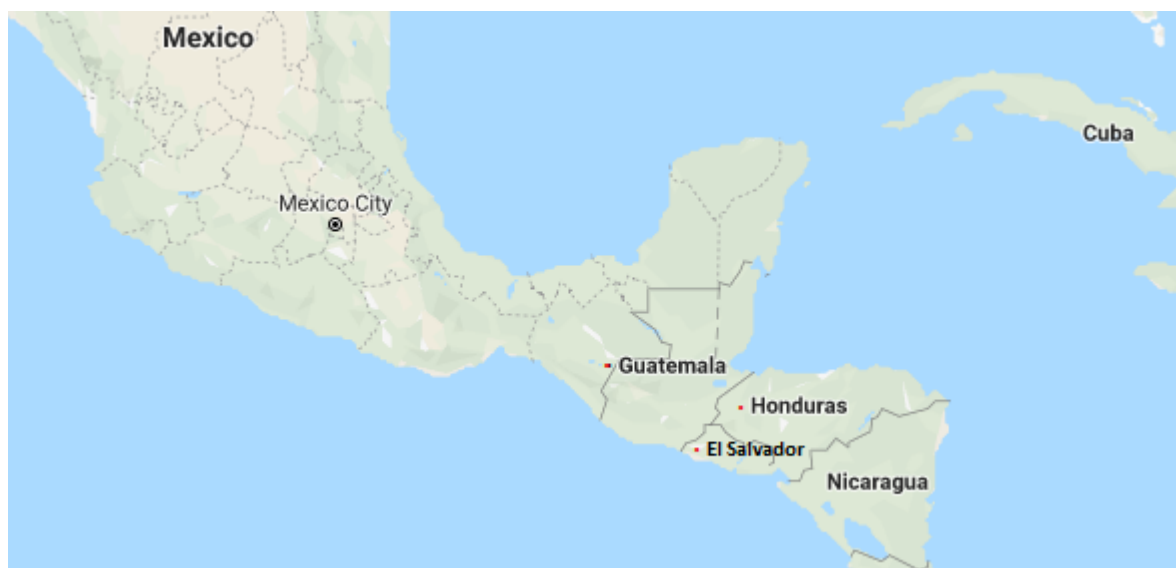 Mexico
Cuba
Mexico City
Guatemala
Honduras
El Salvador
Nicaragua